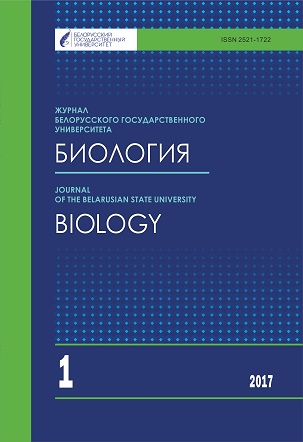 БЕЛОРУССКИЙ
ГОСУДАРСТВЕННЫЙ
УНИВЕРСИТЕТ
ISSN 2521-1722
ЖУРНАЛ
БЕЛОРУССКОГО ГОСУДАРСТВЕННОГО
УНИВЕРСИТЕТА
БИОЛОГИЯ
JOURNAL
OF THE BELARUSIAN STATE UNIVERSITY
BIOLOGY
1
2017